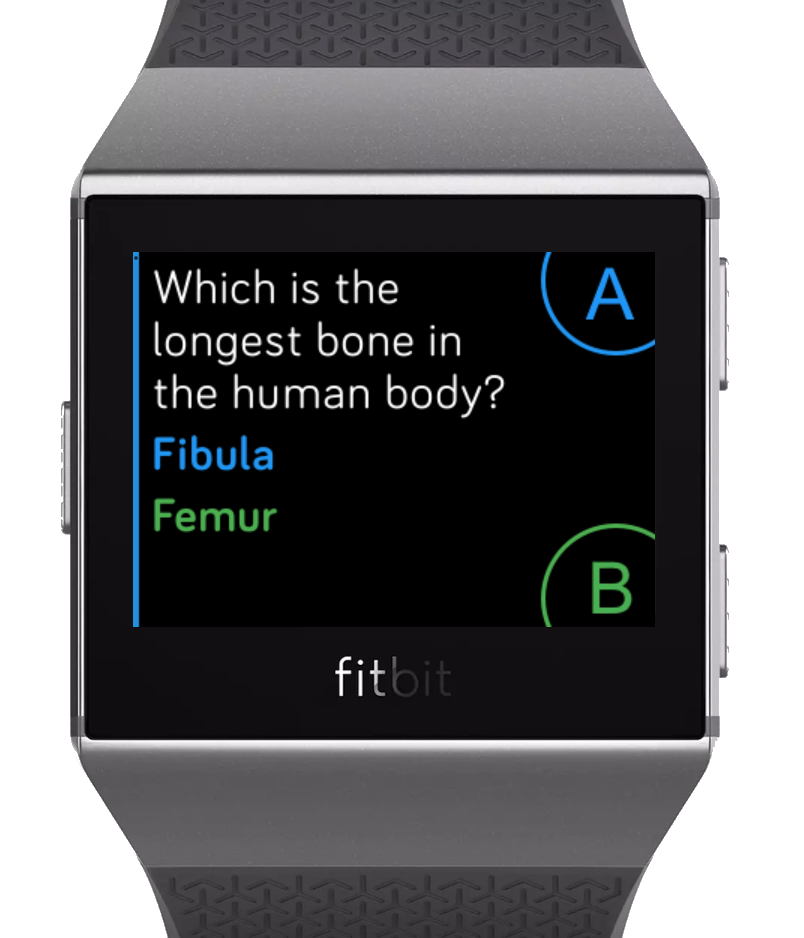 Which is the
longest bone in
the human body?
Fibula
Femur
A
B
fitbit